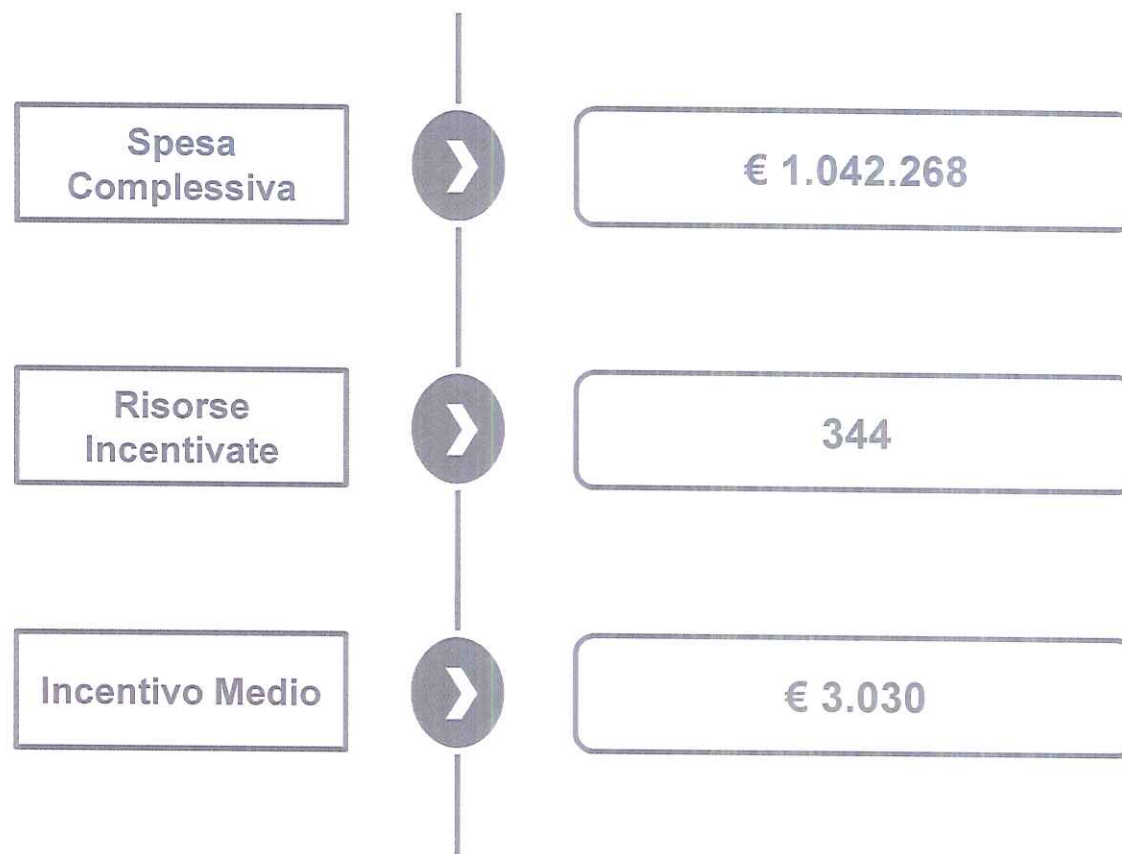 Spesa
Complessiva
€ 1.042.268
Risorse
Incentivate
344
Incentivo Medio
€ 3.030